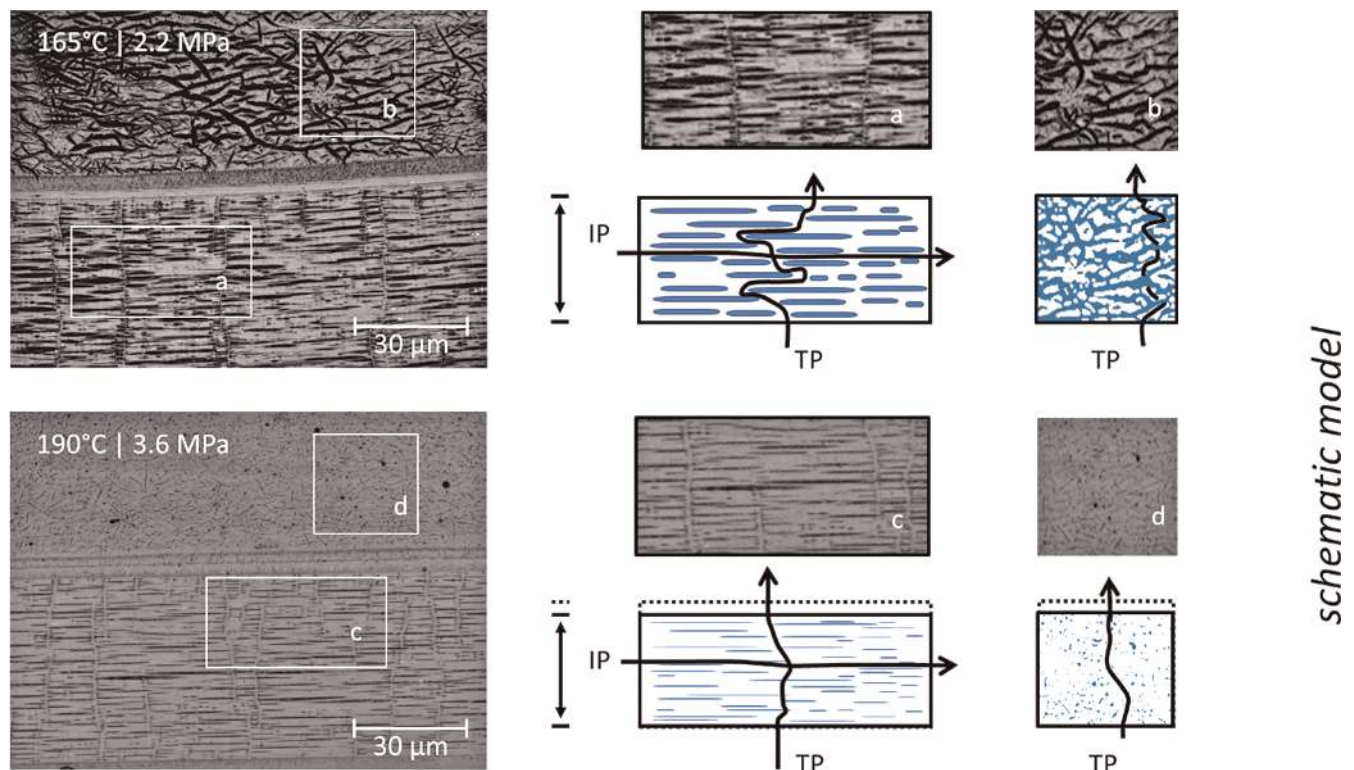 165°C | 2.2 MPa
b
a
30 µm
a
b
IP
TP
TP
schematic model
190°C | 3.6 MPa
d
c
30 µm
c
d
IP
TP
TP